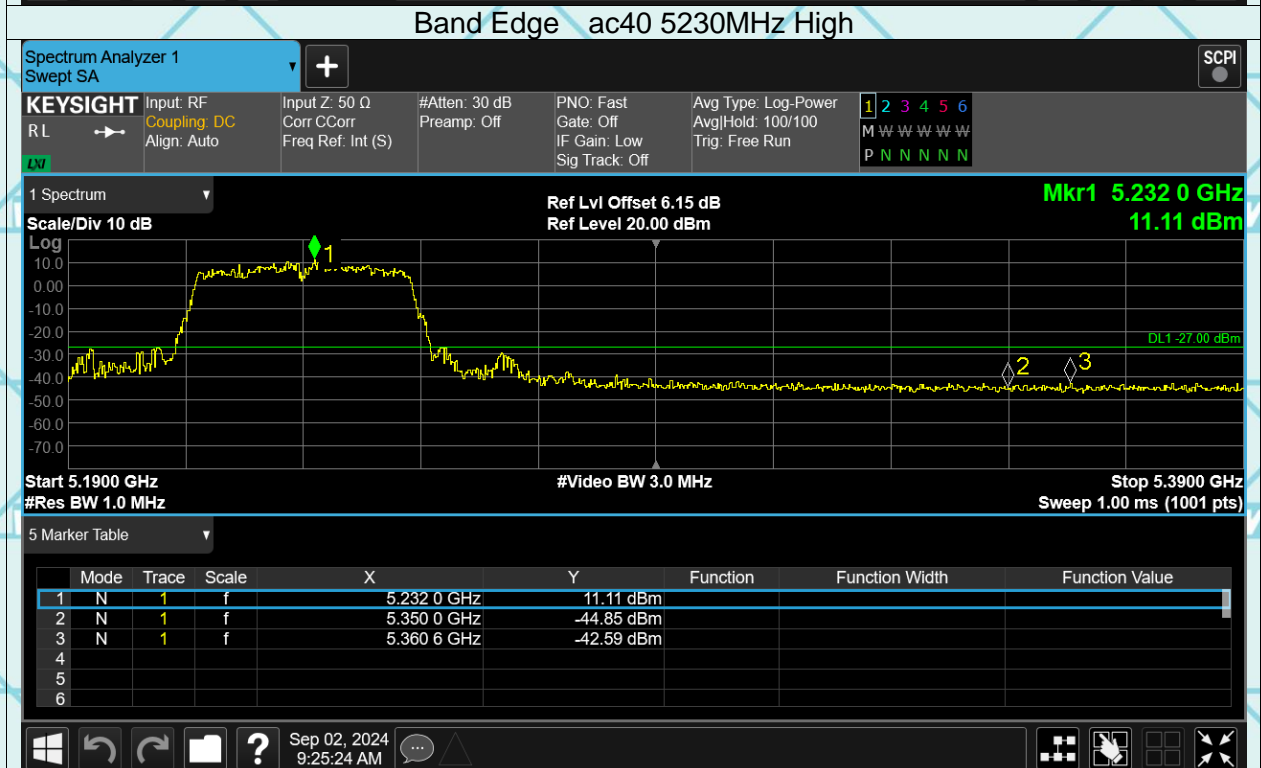 Band Edge ac40 5230MHz High
Spectrum Analyzer 1
Swept SA
+
SCPI
KEYSIGHT
R L
LXI
Input: RF
Coupling: DC
Align: Auto
Input Z: 50 Ω
Corr CCorr
Freq Ref: Int (S)
#Atten: 30 dB
Preamp: Off
PNO: Fast
Gate: Off
IF Gain: Low
Sig Track: Off
Avg Type: Log-Power
Avg|Hold: 100/100
Trig: Free Run
1 2 3 4 5 6
M W W W W W
P N N N N N
1 Spectrum
Scale/Div 10 dB
Ref Lvl Offset 6.15 dB
Ref Level 20.00 dBm
Mkr1 5.232 0 GHz
11.11 dBm
Log
10.0
0.00
-10.0
-20.0
-30.0
-40.0
-50.0
-60.0
-70.0
1
DL1 -27.00 dBm
2
3
Start 5.1900 GHz #Video BW 3.0 MHz Stop 5.3900 GHz
#Res BW 1.0 MHz Sweep 1.00 ms (1001 pts)
5 Marker Table
Mode Trace Scale X Y Function Function Width Function Value
1 N 1 f 5.232 0 GHz 11.11 dBm
2 N 1 f 5.350 0 GHz -44.85 dBm
3 N 1 f 5.360 6 GHz -42.59 dBm
4
5
6
?
Sep 02, 2024
9:25:24 AM